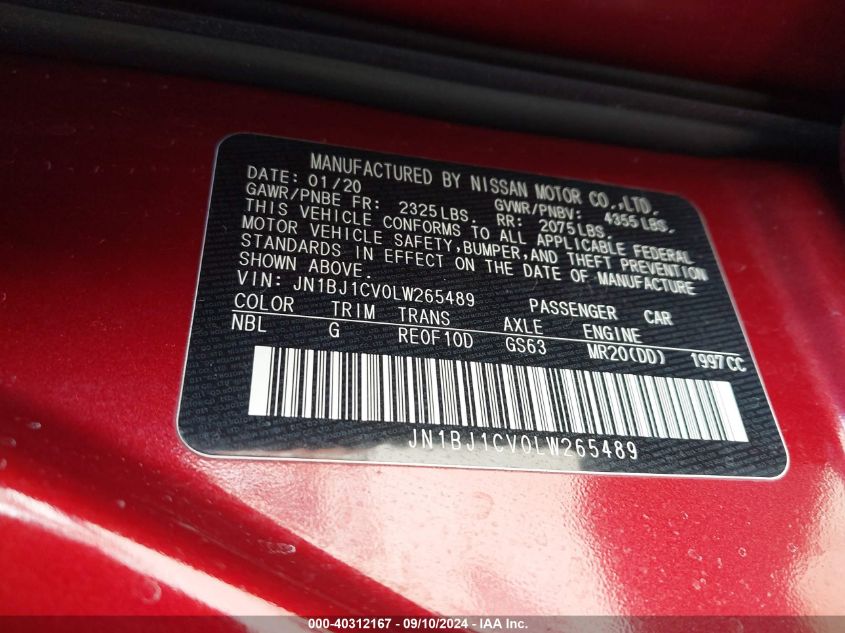 MANUFACTURED BY NISSAN MOTOR CO.,LTD.
DATE: 01/20 GVWR/PNBV: 4355LBS.
GAWR/PNBE FR: 2325LBS. RR: 2075LBS.
THIS VEHICLE CONFORMS TO ALL APPLICABLE FEDERAL
MOTOR VEHICLE SAFETY,BUMPER,AND THEFT PREVENTION
STANDARDS IN EFFECT ON THE DATE OF MANUFACTURE
SHOWN ABOVE.
VIN: JN1BJ1CV0LW265489 PASSENGER CAR
COLOR TRIM TRANS AXLE ENGINE
NBL G RE0F10D GS63 MR20(DD) 1997CC
JN1BJ1CV0LW265489
000-40312167 - 09/10/2024 - IAA, Inc.